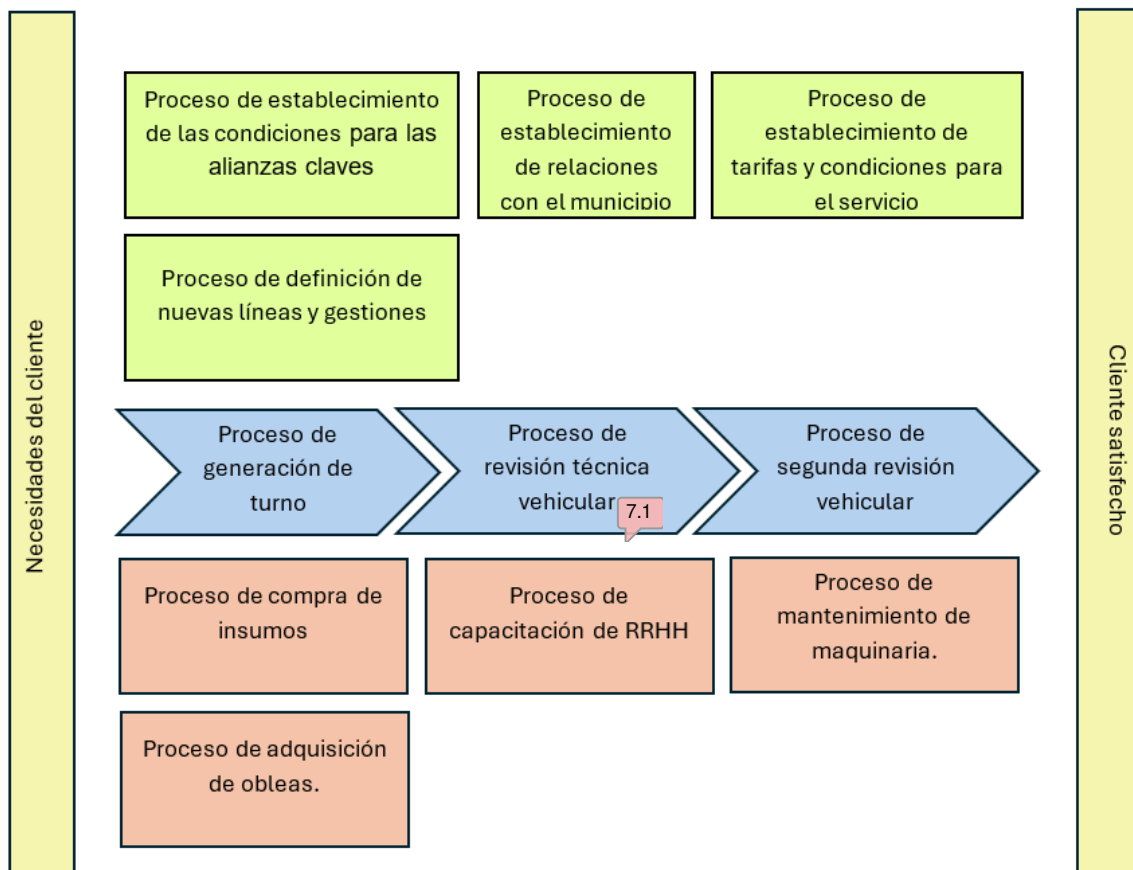 Necesidades del cliente
Proceso de establecimiento
de las condiciones para las
alianzas claves
Proceso de
establecimiento
de relaciones
con el municipio
Proceso de
establecimiento de
tarifas y condiciones para
el servicio
Proceso de definición de
nuevas líneas y gestiones
Proceso de
generación de
turno
Proceso de
revisión técnica
vehicular
7.1
Proceso de
segunda revisión
vehicular
Proceso de compra de
insumos
Proceso de
capacitación de RRHH
Proceso de
mantenimiento de
maquinaria.
Proceso de adquisición
de obleas.
Cliente satisfecho